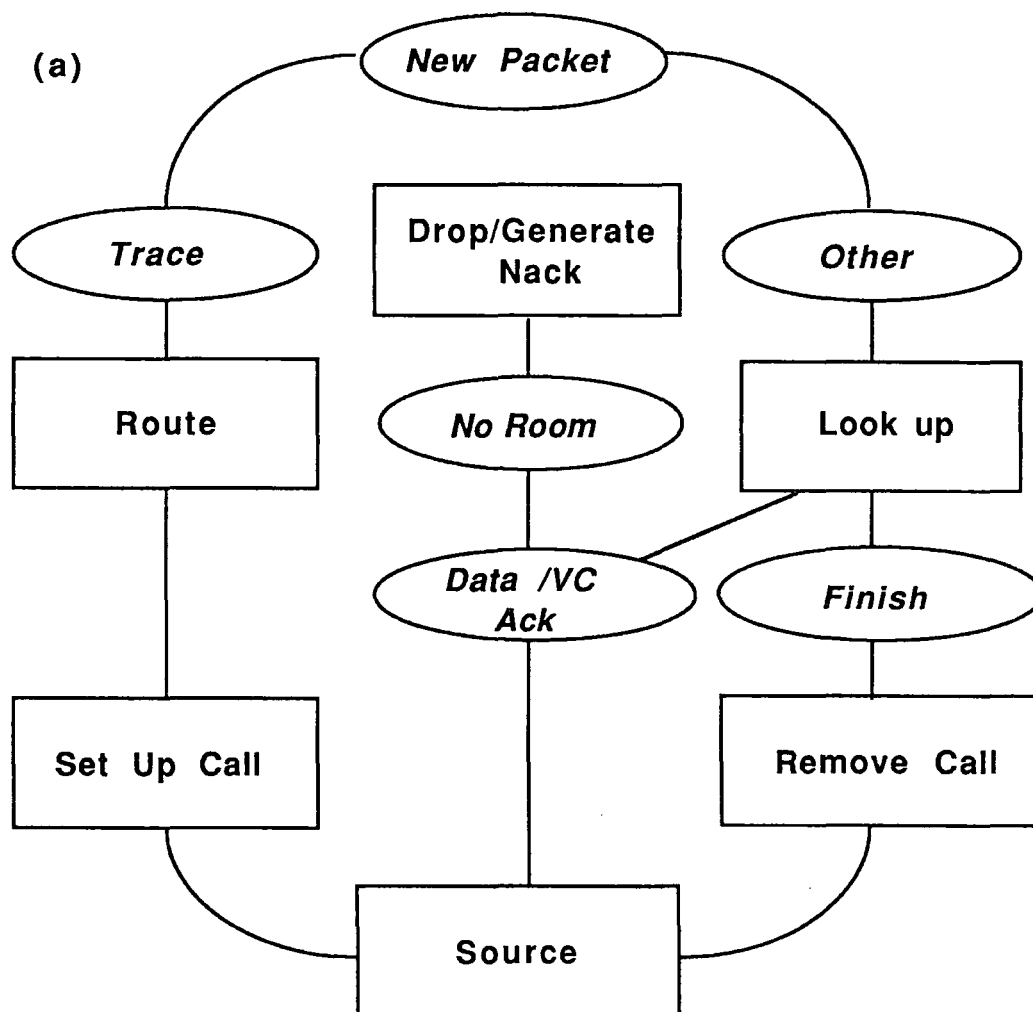 (a)
New Packet
Trace
Drop/Generate
Nack
Other
Route
No Room
Look up
Data /VC
Ack
Finish
Set Up Call
Remove Call
Source